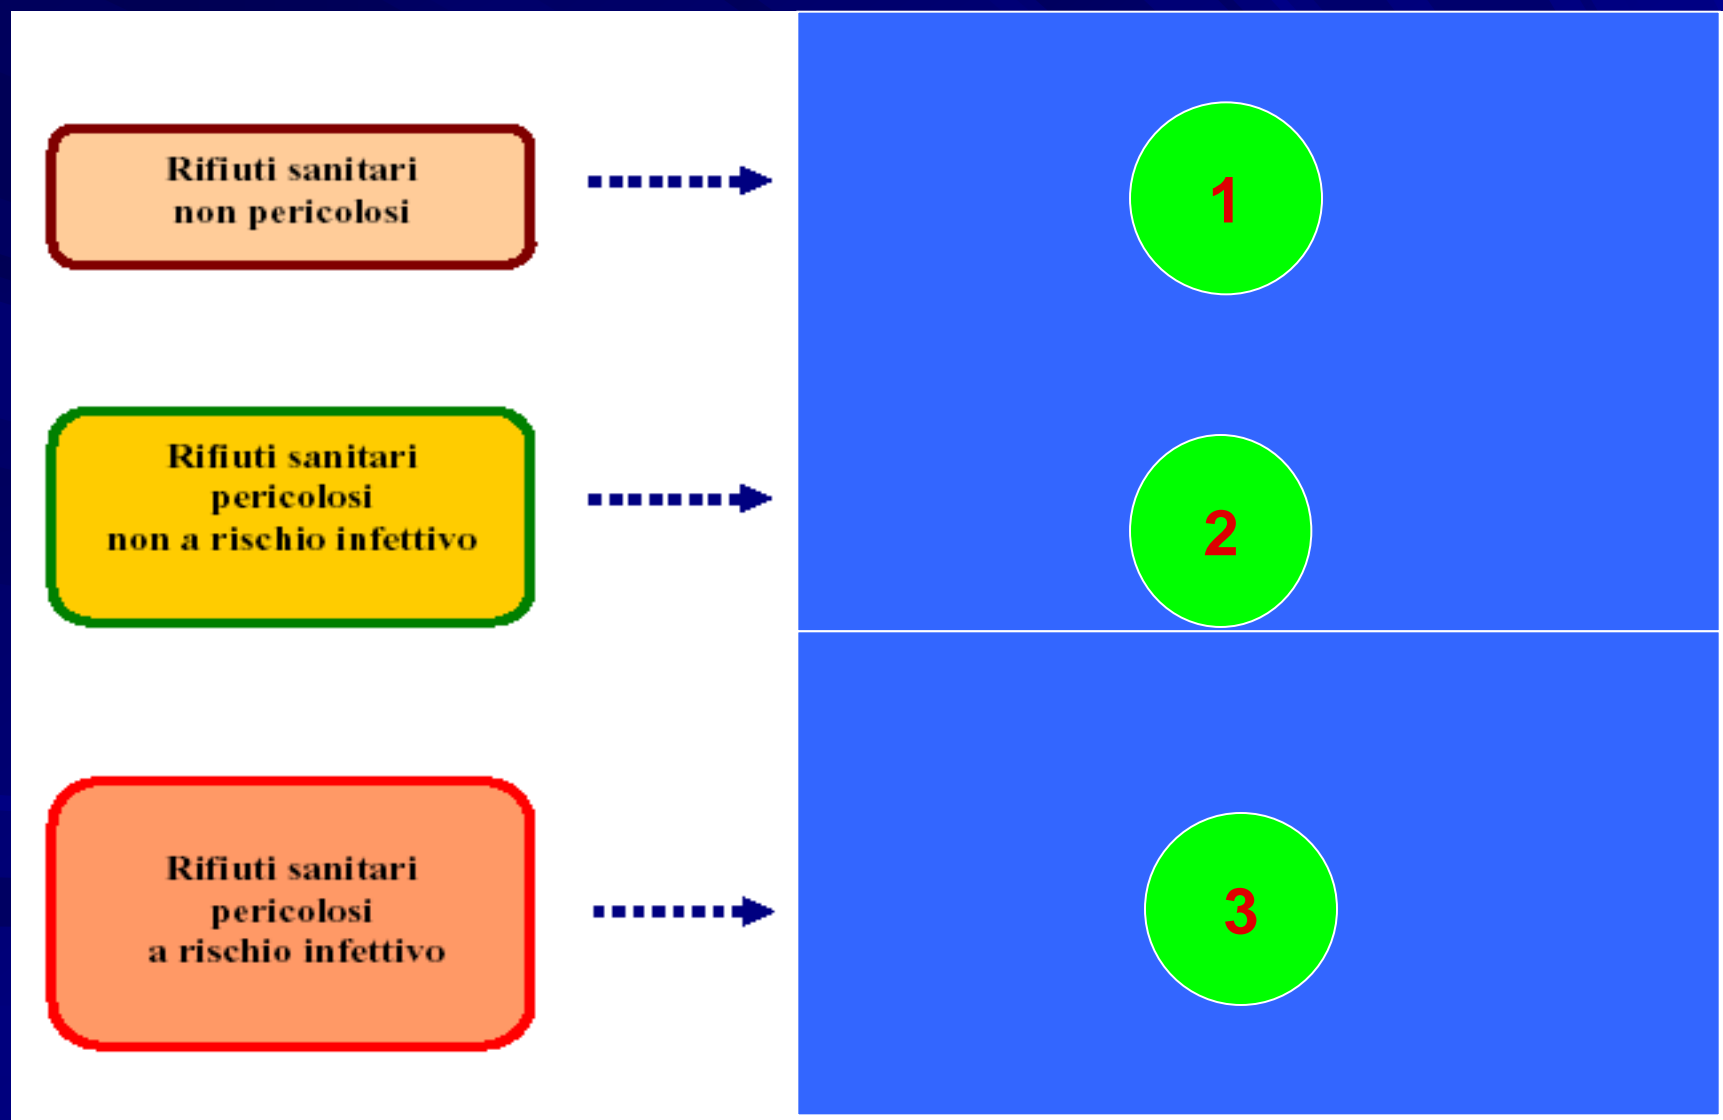 Rifiuti sanitari
non pericolosi
1
Rifiuti sanitari
pericolosi
non a rischio infettivo
2
Rifiuti sanitari
pericolosi
a rischio infettivo
3